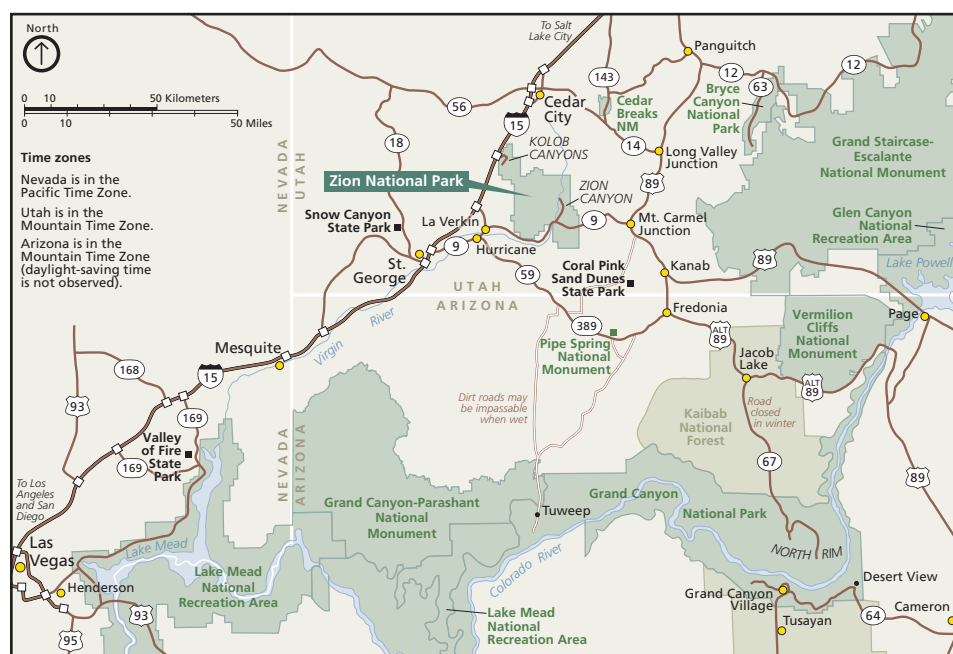 North
0 10 50 Kilometers
0 10 50 Miles
Time zones
Nevada is in the
Pacific Time Zone.
Utah is in the
Mountain Time Zone.
Arizona is in the
Mountain Time Zone
(daylight-saving time
is not observed).
To Salt
Lake City
Panguitch
12
12
143
63
Bryce
Canyon
National
Park
56
Cedar
City
Cedar
Breaks
NM
15
18
14
KOLOB
CANYONS
Long Valley
Junction
Grand Staircase-
Escalante
National Monument
NEVADA
UTAH
Zion National Park
ZION
CANYON
89
Snow Canyon
State Park
La Verkin
9
Mt. Carmel
Junction
Glen Canyon
National
Recreation Area
9
Hurricane
St.
George
59
Coral Pink
Sand Dunes
State Park
Kanab
89
Lake Powell
UTAH
ARIZONA
Fredonia
Page
River
Virgin
389
ALT
89
Vermilion
Cliffs
National
Monument
Pipe Spring
National
Monument
Mesquite
Jacob
Lake
15
168
ALT
89
93
Dirt roads may
be impassable
when wet
Road
closed
in winter
169
Kaibab
National
Forest
Valley
of Fire
State
Park
169
NEVADA
ARIZONA
67
89
To Los
Angeles
and San
Diego
Grand Canyon-Parashant
National
Monument
Tuweep
Grand Canyon
National Park
Las
Vegas
Lake Mead
Colorado River
NORTH RIM
Henderson
Lake Mead
National
Recreation Area
Desert View
Grand Canyon
Village
93
Lake Mead
National
Recreation Area
64
Cameron
Tusayan
95